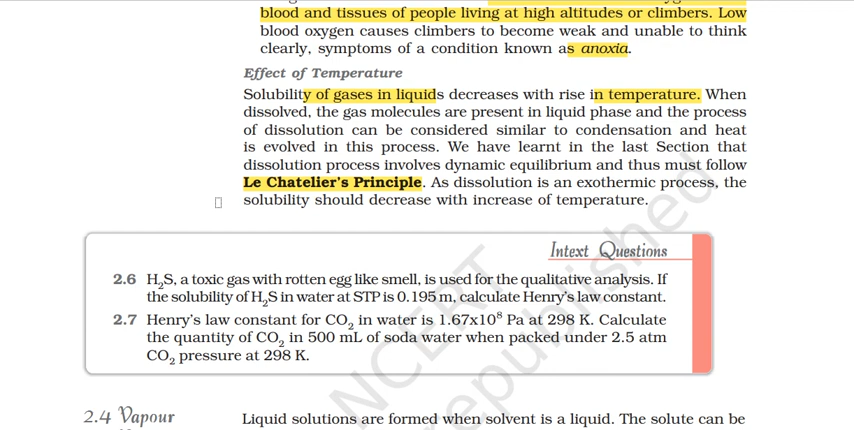 blood and tissues of people living at high altitudes or climbers. Low
blood oxygen causes climbers to become weak and unable to think
clearly, symptoms of a condition known as anoxia.
Effect of Temperature
Solubility of gases in liquids decreases with rise in temperature. When
dissolved, the gas molecules are present in liquid phase and the process
of dissolution can be considered similar to condensation and heat
is evolved in this process. We have learnt in the last Section that
dissolution process involves dynamic equilibrium and thus must follow
Le Chatelier's Principle. As dissolution is an exothermic process, the
solubility should decrease with increase of temperature.
Intext Questions
2.6 H₂S, a toxic gas with rotten egg like smell, is used for the qualitative analysis. If
the solubility of H₂S in water at STP is 0.195 m, calculate Henry's law constant.
2.7 Henry's law constant for CO₂ in water is 1.67x10⁸ Pa at 298 K. Calculate
the quantity of CO₂ in 500 mL of soda water when packed under 2.5 atm
CO₂ pressure at 298 K.
2.4 Vapour
Liquid solutions are formed when solvent is a liquid. The solute can be
NCERT
republished